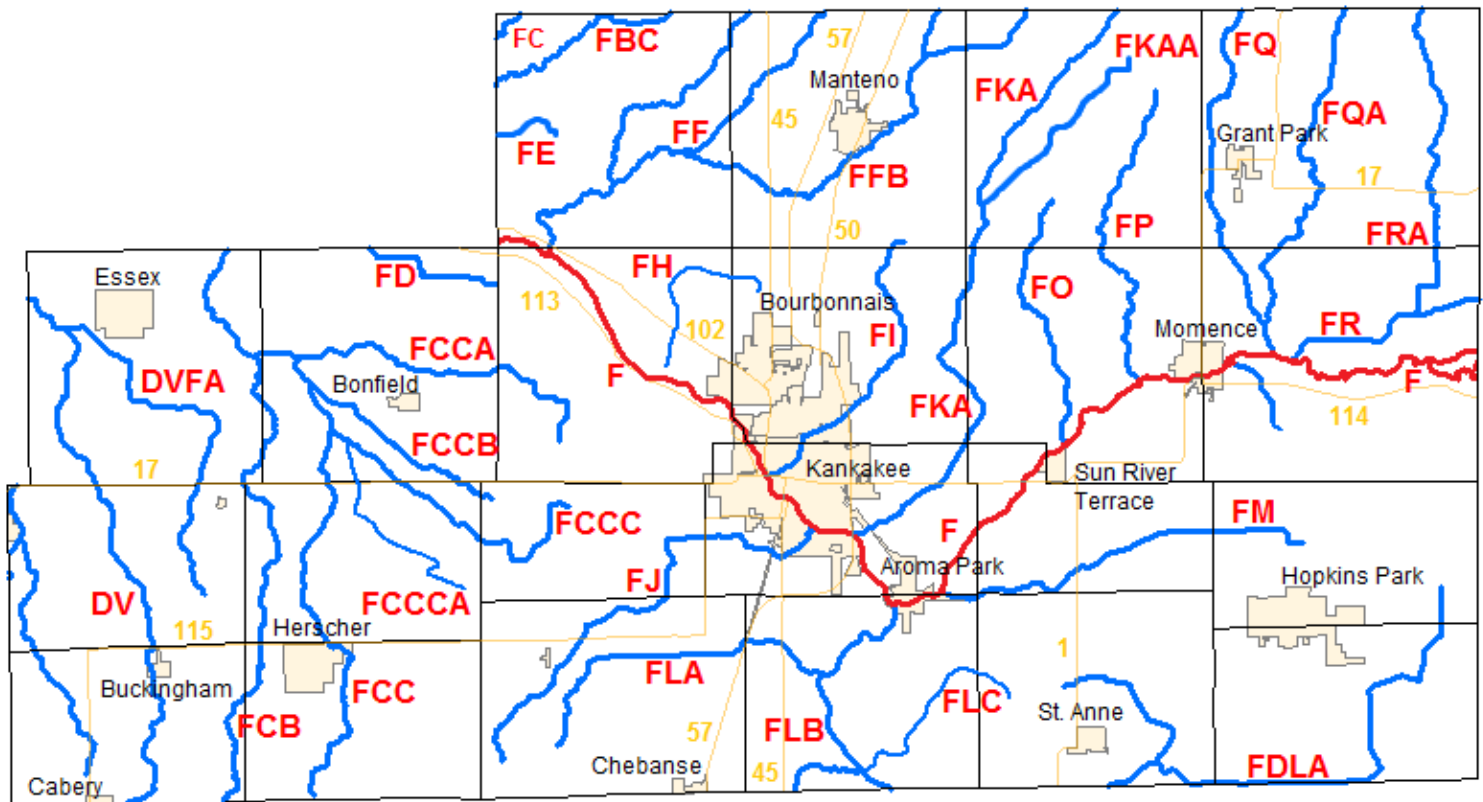 FC
FBC
57
FKAA
FQ
Manteno
FKA
45
FF
FQA
Grant Park
FE
FFB
17
50
FP
FRA
Essex
FD
FH
113
Bourbonnais
FO
102
FI
Momence
FR
FCCA
DVFA
Bonfield
F
F
FKA
114
FCCB
17
Kankakee
Sun River
Terrace
FCCC
F
FM
FJ
Aroma Park
Hopkins Park
DV
FCCCA
115
Herscher
1
Buckingham
FLA
FCC
FLC
FCB
St. Anne
57
FLB
Chebanse
45
FDLA
Cabery